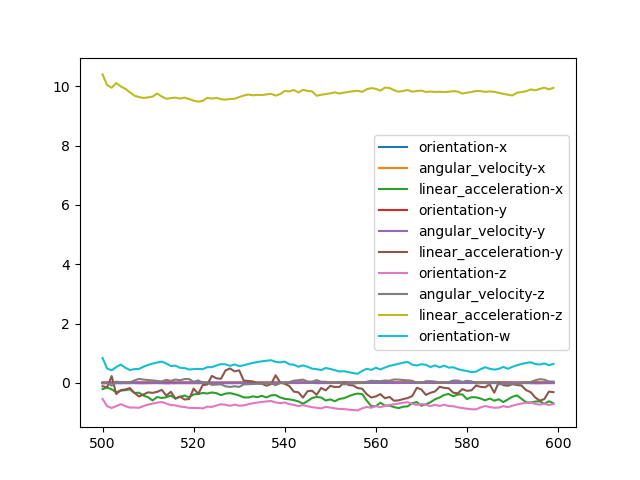 10
8
6
4
2
0
500
520
540
560
580
600
orientation-x
angular_velocity-x
linear_acceleration-x
orientation-y
angular_velocity-y
linear_acceleration-y
orientation-z
angular_velocity-z
linear_acceleration-z
orientation-w